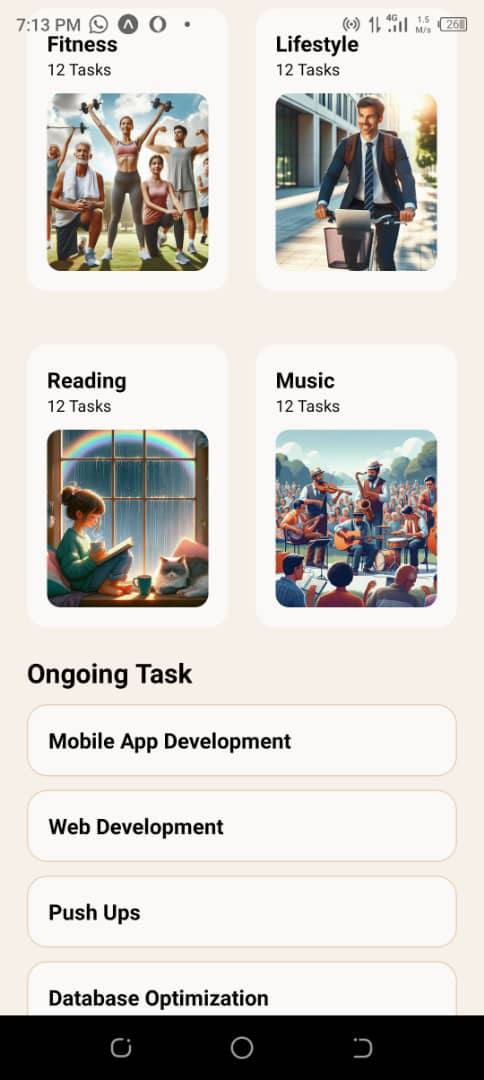 7:13 PM 4G 1.5 M/s 26
Fitness
12 Tasks
Lifestyle
12 Tasks
Reading
12 Tasks
Music
12 Tasks
Ongoing Task
Mobile App Development
Web Development
Push Ups
Database Optimization